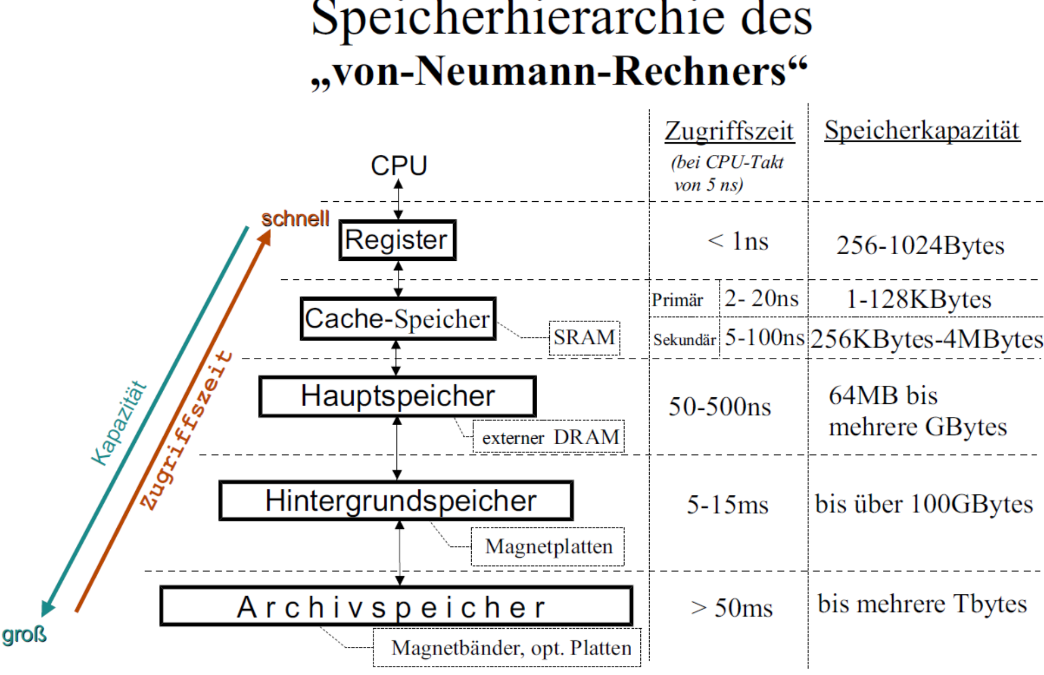 Speicherhierarchie des
„von-Neumann-Rechners“
Zugriffszeit
(bei CPU-Takt
von 5 ns)
Speicherkapazität
CPU
schnell
Register
< 1ns
256-1024Bytes
Cache-Speicher
SRAM
Primär
2- 20ns
1-128KBytes
Sekundär
5-100ns
256KBytes-4MBytes
Hauptspeicher
externer DRAM
50-500ns
64MB bis
mehrere GBytes
Kapazität
Zugriffszeit
Hintergrundspeicher
Magnetplatten
5-15ms
bis über 100GBytes
Archivspeicher
Magnetbänder, opt. Platten
> 50ms
bis mehrere Tbytes
groß